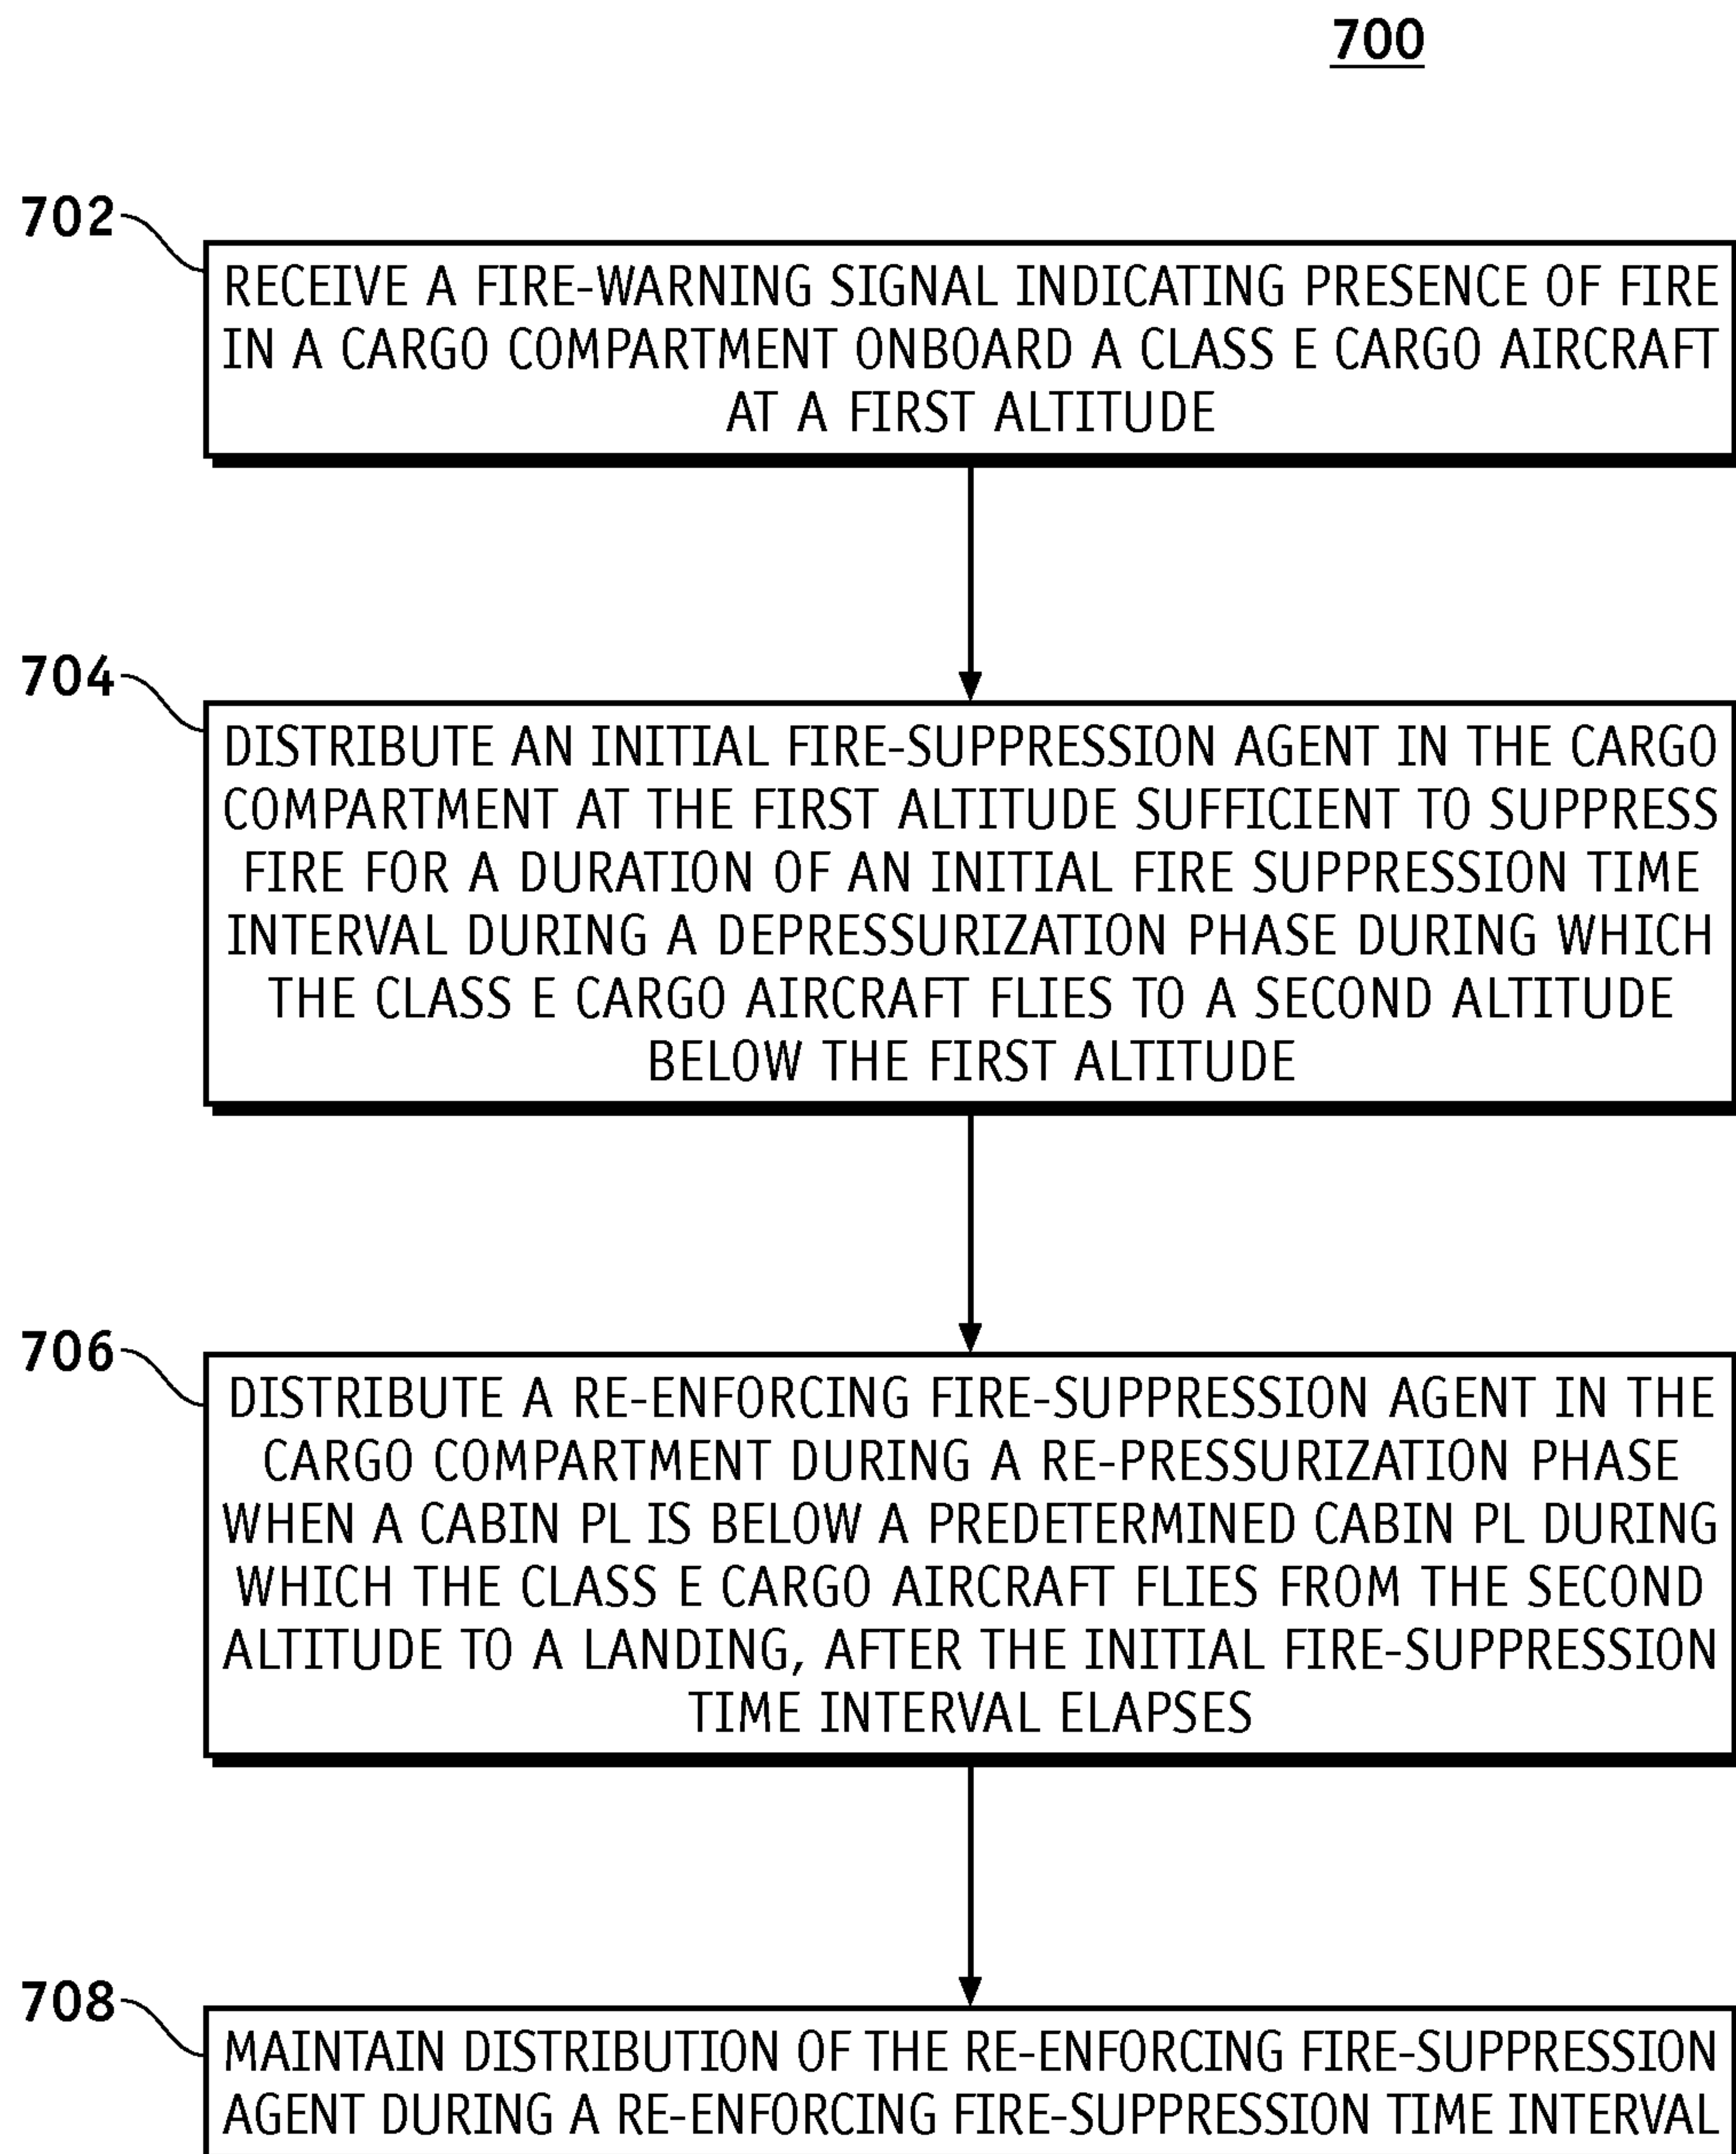 700
702
RECEIVE A FIRE-WARNING SIGNAL INDICATING PRESENCE OF FIRE
IN A CARGO COMPARTMENT ONBOARD A CLASS E CARGO AIRCRAFT
AT A FIRST ALTITUDE
704
DISTRIBUTE AN INITIAL FIRE-SUPPRESSION AGENT IN THE CARGO
COMPARTMENT AT THE FIRST ALTITUDE SUFFICIENT TO SUPPRESS
FIRE FOR A DURATION OF AN INITIAL FIRE SUPPRESSION TIME
INTERVAL DURING A DEPRESSURIZATION PHASE DURING WHICH
THE CLASS E CARGO AIRCRAFT FLIES TO A SECOND ALTITUDE
BELOW THE FIRST ALTITUDE
706
DISTRIBUTE A RE-ENFORCING FIRE-SUPPRESSION AGENT IN THE
CARGO COMPARTMENT DURING A RE-PRESSURIZATION PHASE
WHEN A CABIN PL IS BELOW A PREDETERMINED CABIN PL DURING
WHICH THE CLASS E CARGO AIRCRAFT FLIES FROM THE SECOND
ALTITUDE TO A LANDING, AFTER THE INITIAL FIRE-SUPPRESSION
TIME INTERVAL ELAPSES
708
MAINTAIN DISTRIBUTION OF THE RE-ENFORCING FIRE-SUPPRESSION
AGENT DURING A RE-ENFORCING FIRE-SUPPRESSION TIME INTERVAL